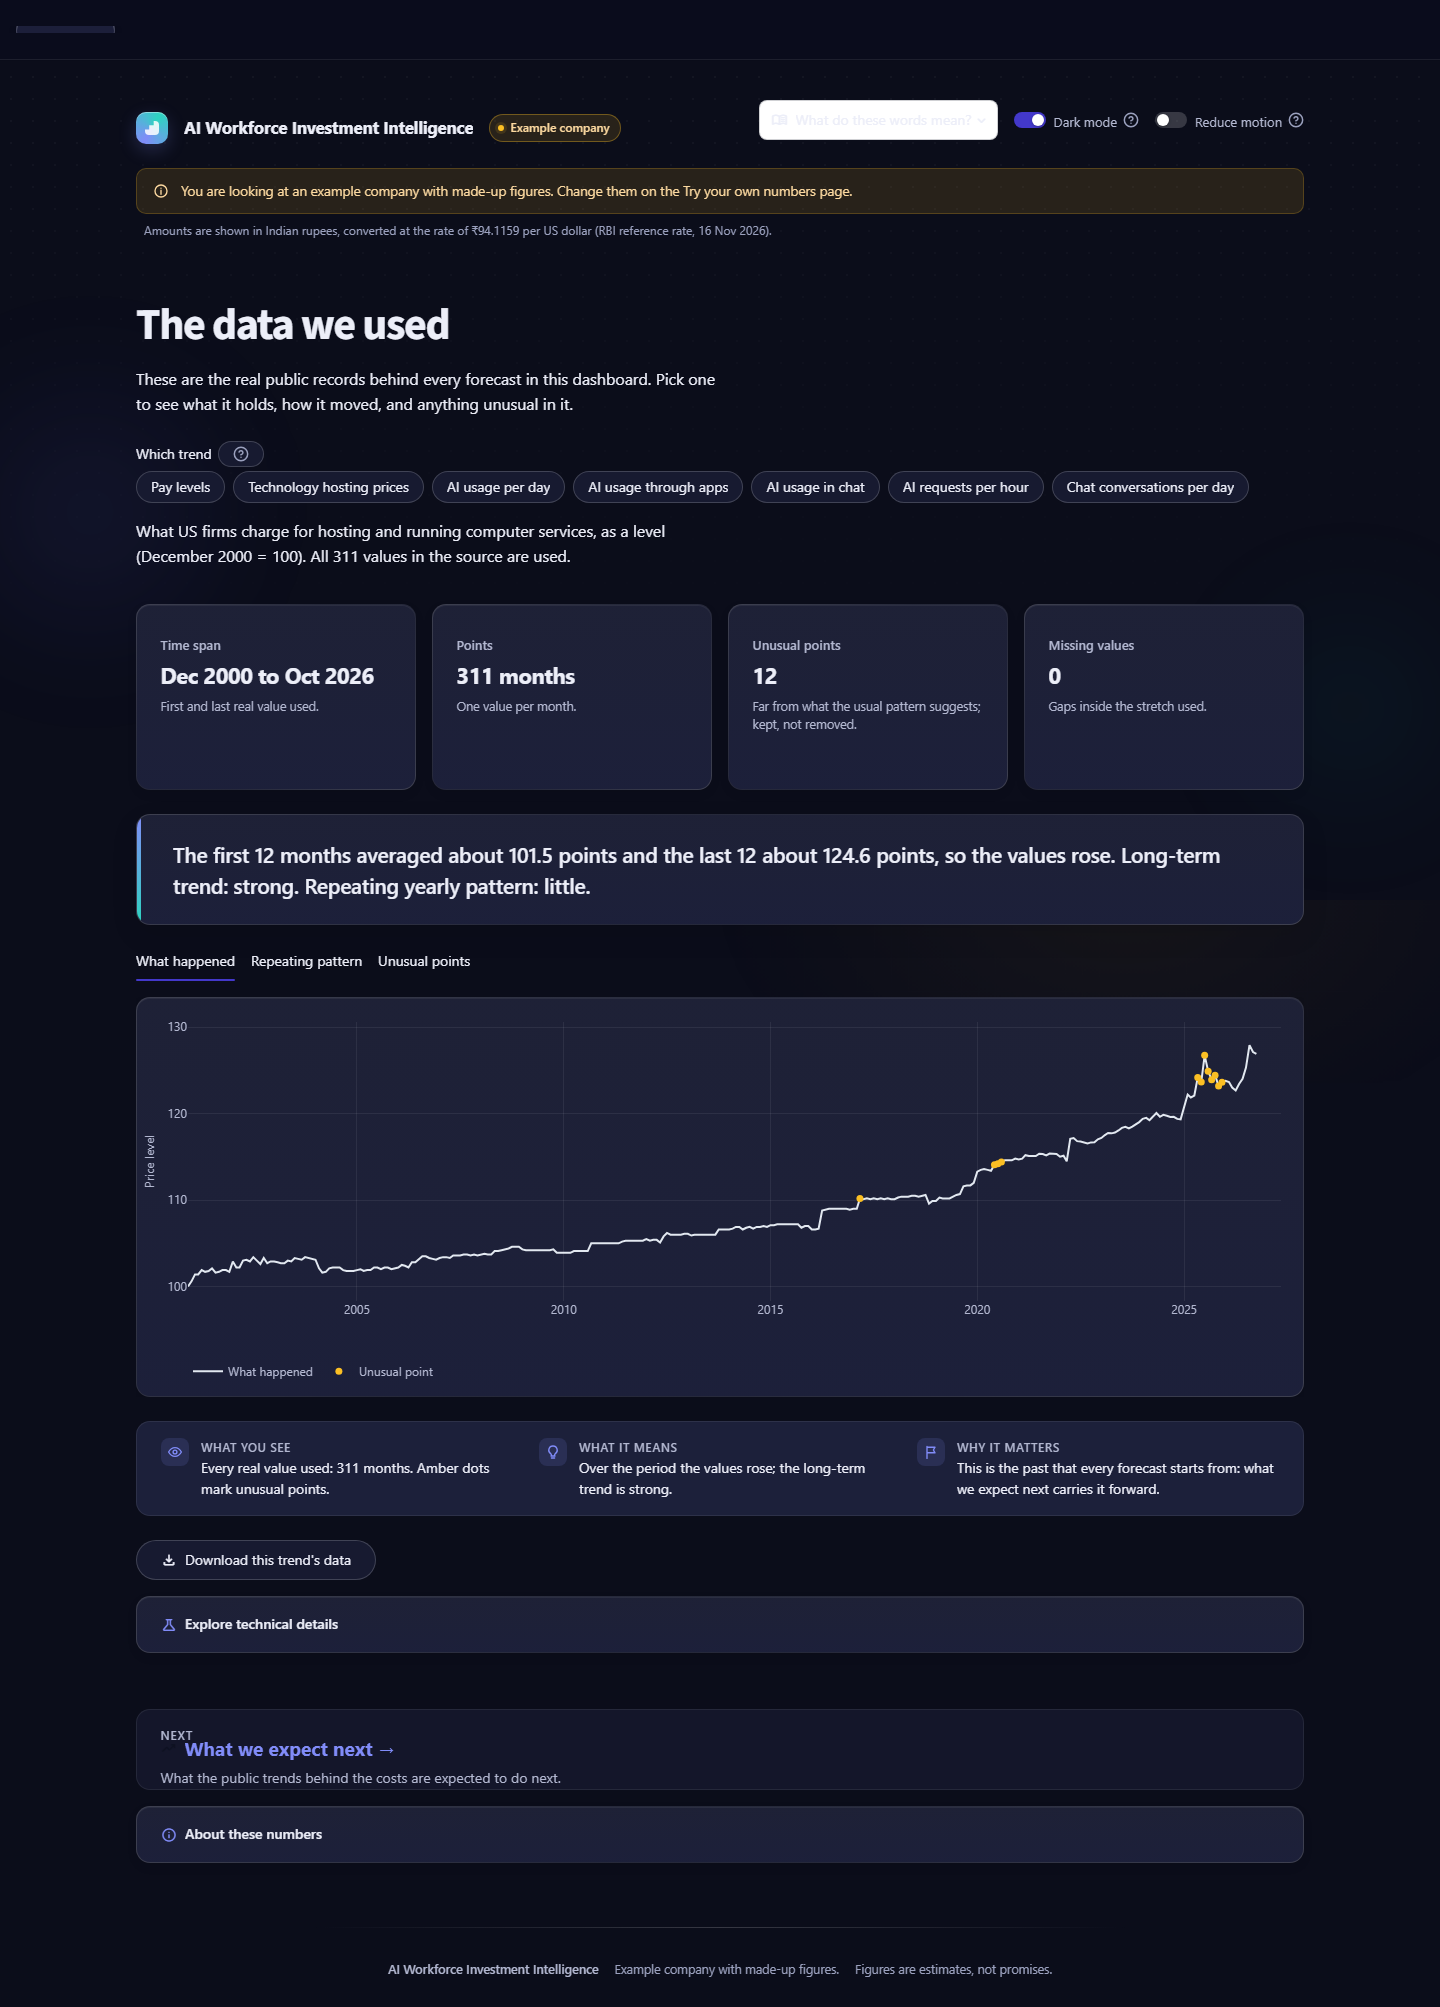 AI Workforce Investment Intelligence
Example company
What do these words mean?
Dark mode
Reduce motion
You are looking at an example company with made-up figures. Change them on the Try your own numbers page.
Amounts are shown in Indian rupees, converted at the rate of ₹94.1159 per US dollar (RBI reference rate, 16 Nov 2026).
The data we used
These are the real public records behind every forecast in this dashboard. Pick one
to see what it holds, how it moved, and anything unusual in it.
Which trend
Pay levels
Technology hosting prices
AI usage per day
AI usage through apps
AI usage in chat
AI requests per hour
Chat conversations per day
What US firms charge for hosting and running computer services, as a level
(December 2000 = 100). All 311 values in the source are used.
Time span
Dec 2000 to Oct 2026
First and last real value used.
Points
311 months
One value per month.
Unusual points
12
Far from what the usual pattern suggests;
kept, not removed.
Missing values
0
Gaps inside the stretch used.
The first 12 months averaged about 101.5 points and the last 12 about 124.6 points, so the values rose. Long-term
trend: strong. Repeating yearly pattern: little.
What happened
Repeating pattern
Unusual points
130
120
110
100
Price level
2005
2010
2015
2020
2025
What happened
Unusual point
WHAT YOU SEE
Every real value used: 311 months. Amber dots
mark unusual points.
WHAT IT MEANS
Over the period the values rose; the long-term
trend is strong.
WHY IT MATTERS
This is the past that every forecast starts from: what
we expect next carries it forward.
Download this trend's data
Explore technical details
NEXT
What we expect next →
What the public trends behind the costs are expected to do next.
About these numbers
AI Workforce Investment Intelligence
Example company with made-up figures.
Figures are estimates, not promises.